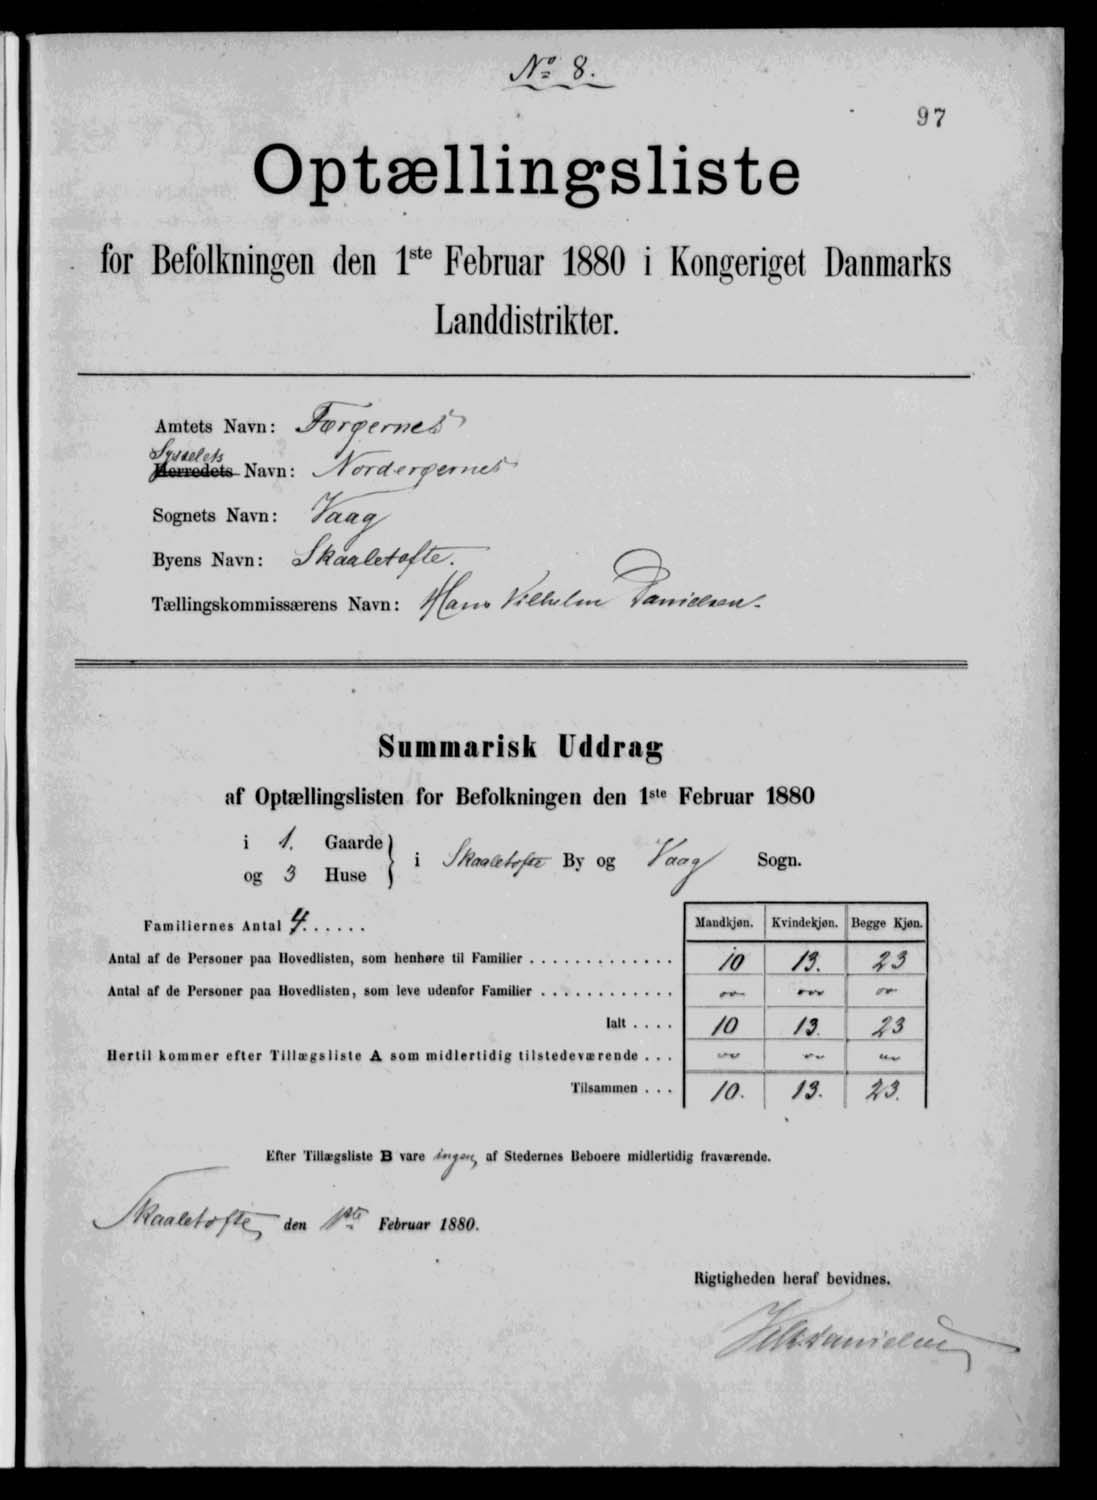 No 8.
97
Optællingsliste
for Befolkningen den 1ste Februar 1880 i Kongeriget Danmarks
Landdistrikter.
Amtets Navn: Færøernes
Sysselets
Herredets Navn: Norderøernes
Sognets Navn: Vaag
Byens Navn: Skaaletofte.
Tællingskommissærens Navn: Hans Vilhelm Danielsen.
Summarisk Uddrag
af Optællingslisten for Befolkningen den 1ste Februar 1880
i 1. Gaarde
og 3 Huse
i Skaaletofte By og Vaag Sogn.
Familiernes Antal 4. . . . . .
Mandkjøn. Kvindekjøn. Begge Kjøn.
Antal af de Personer paa Hovedlisten, som henhøre til Familier . . . . . . . . . . . . . 10 13. 23
Antal af de Personer paa Hovedlisten, som leve udenfor Familier . . . . . . . . . . . .
Ialt . . . . 10 13. 23
Hertil kommer efter Tillægsliste A som midlertidig tilstedeværende . . .
Tilsammen . . . 10. 13. 23.
Efter Tillægsliste B vare ingen af Stedernes Beboere midlertidig fraværende.
Skaaletofte, den 1ste Februar 1880.
Rigtigheden heraf bevidnes.
Vilh. Danielsen